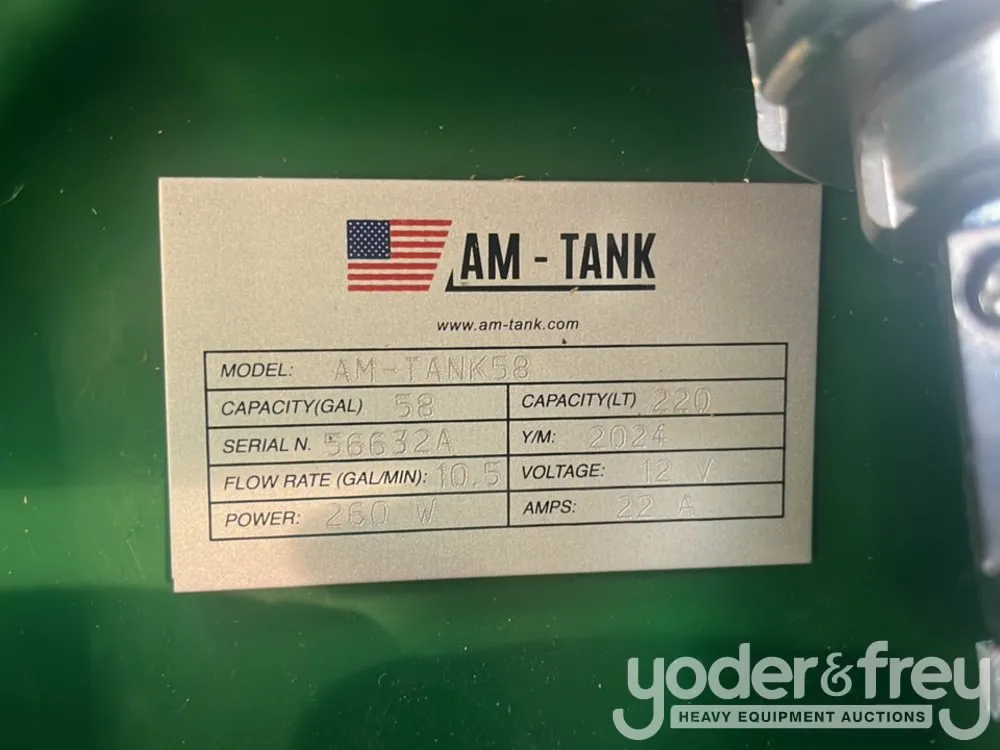 AM - TANK
www.am-tank.com
MODEL: AM-TANK58
CAPACITY(GAL) 58 CAPACITY(LT) 220
SERIAL N. 56632A Y/M: 2024
FLOW RATE (GAL/MIN): 10.5 VOLTAGE: 12 V
POWER: 260 W AMPS: 22 A
yoder&frey
HEAVY EQUIPMENT AUCTIONS